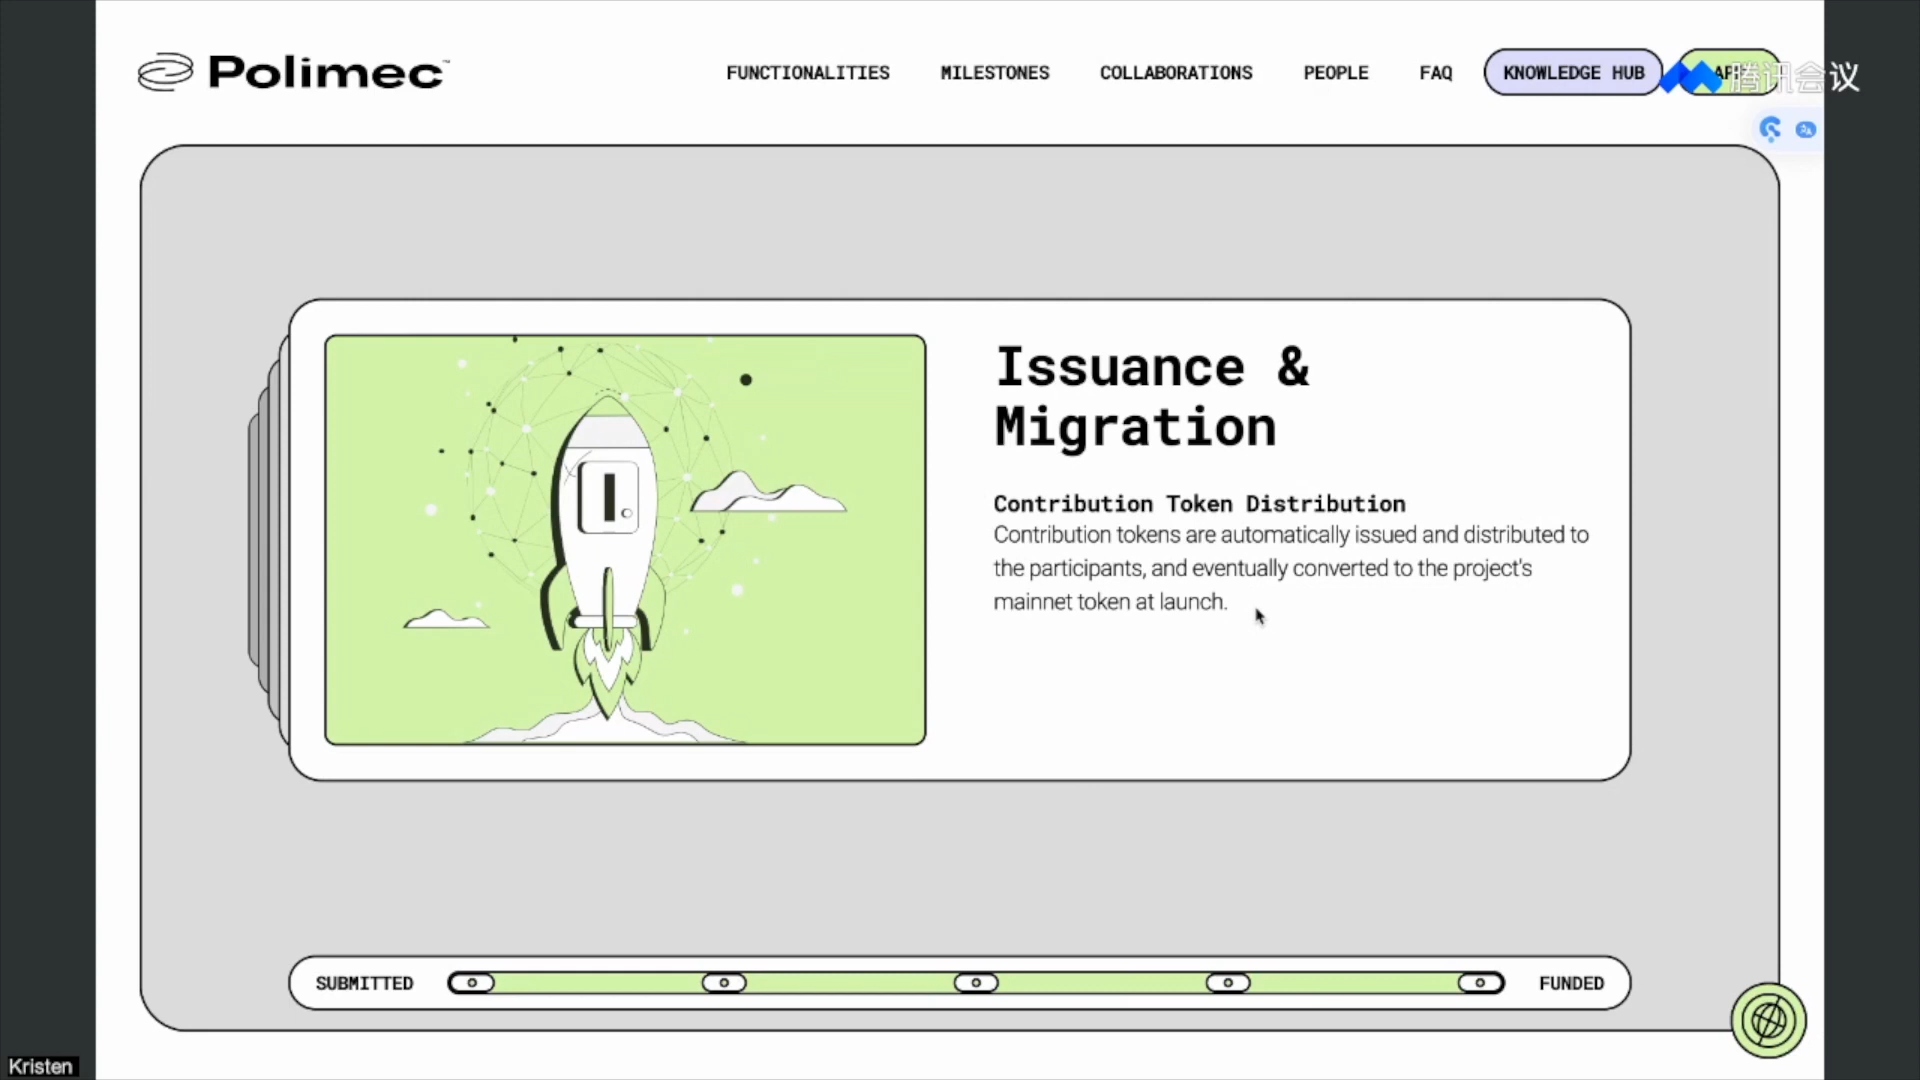 Polimec
FUNCTIONALITIES
MILESTONES
COLLABORATIONS
PEOPLE
FAQ
KNOWLEDGE HUB
腾讯会议
Issuance &
Migration
Contribution Token Distribution
Contribution tokens are automatically issued and distributed to
the participants, and eventually converted to the project's
mainnet token at launch.
SUBMITTED
FUNDED
Kristen